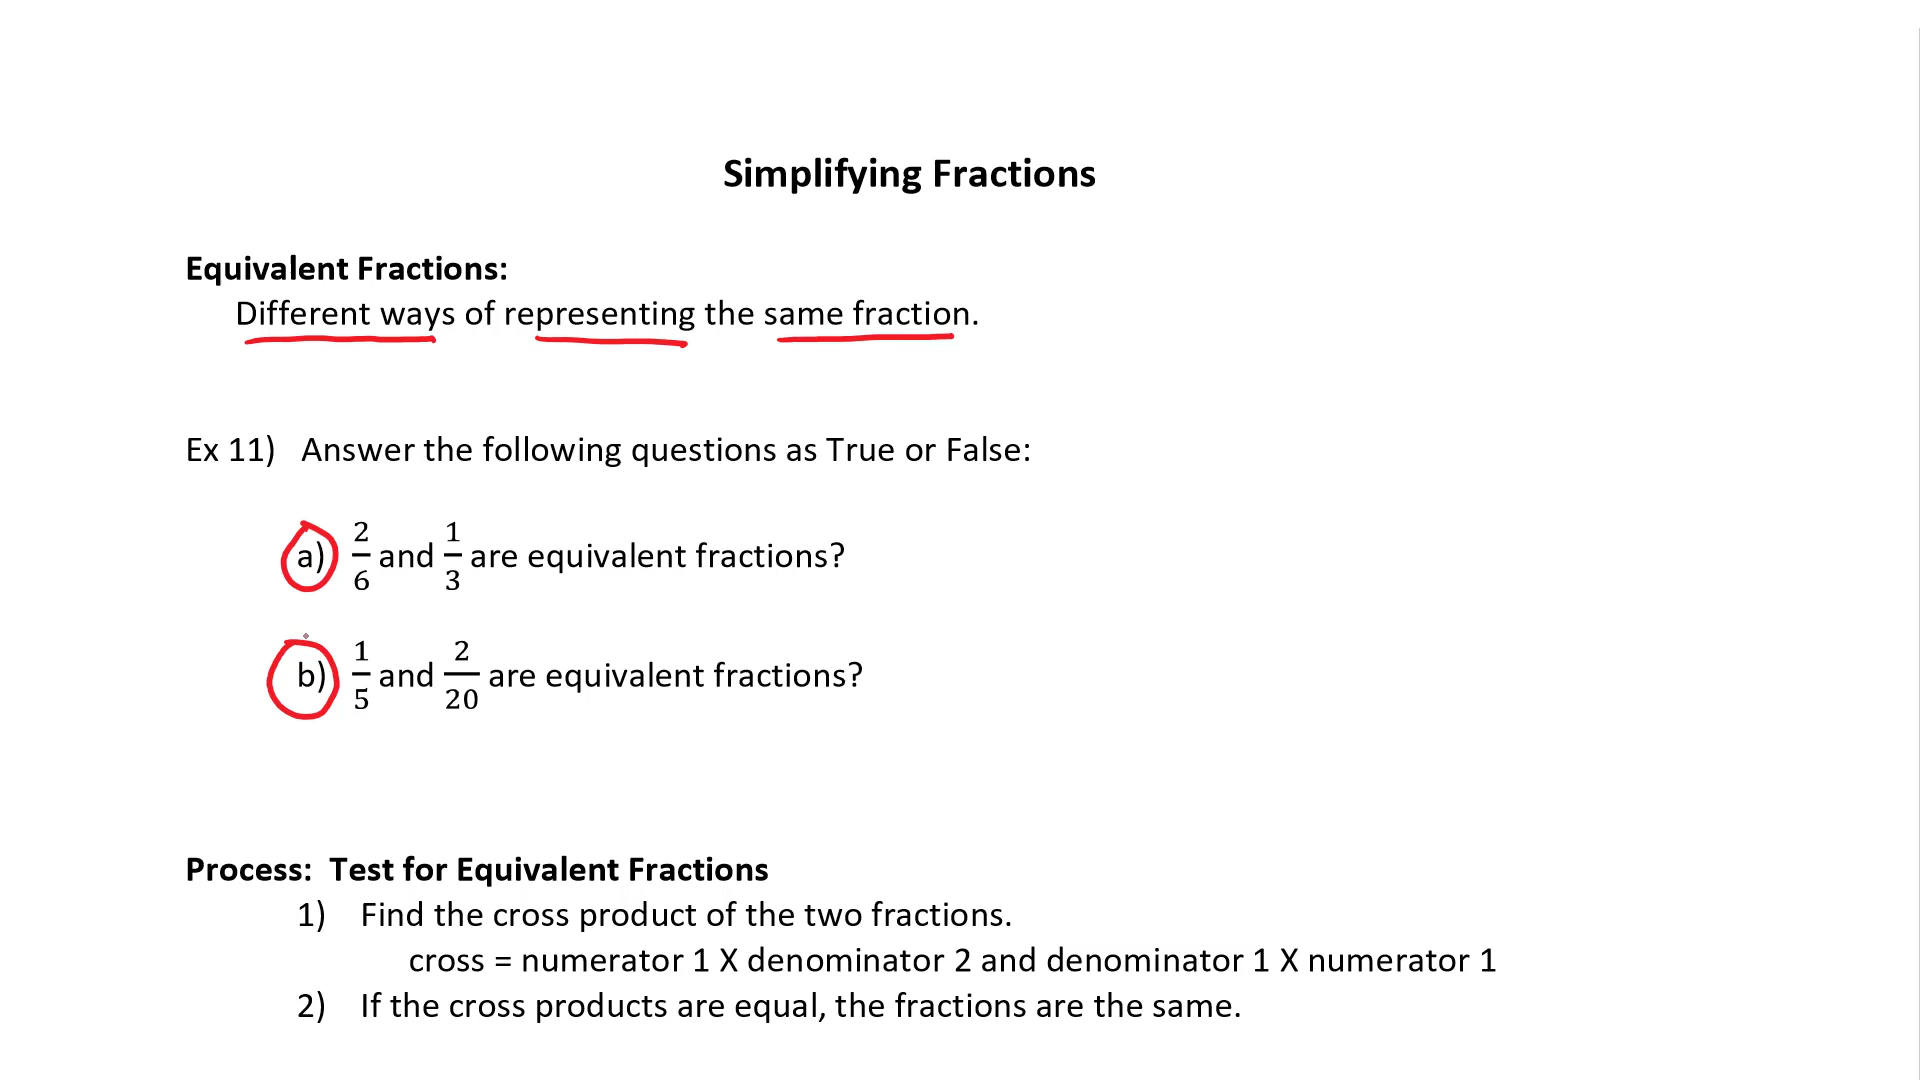 Simplifying Fractions
Equivalent Fractions:
Different ways of representing the same fraction.
Ex 11) Answer the following questions as True or False:
a) 2/6 and 1/3 are equivalent fractions?
b) 1/5 and 2/20 are equivalent fractions?
Process: Test for Equivalent Fractions
1) Find the cross product of the two fractions.
cross = numerator 1 X denominator 2 and denominator 1 X numerator 1
2) If the cross products are equal, the fractions are the same.